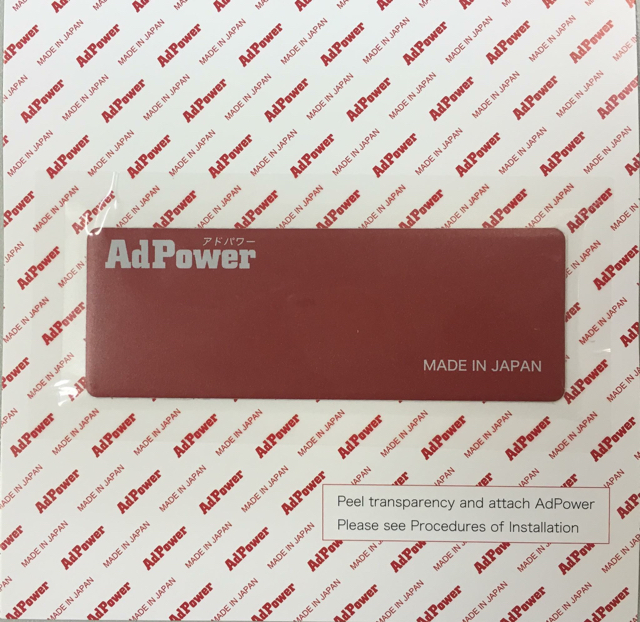 アドパワー
AdPower
MADE IN JAPAN
Peel transparency and attach AdPower
Please see Procedures of Installation